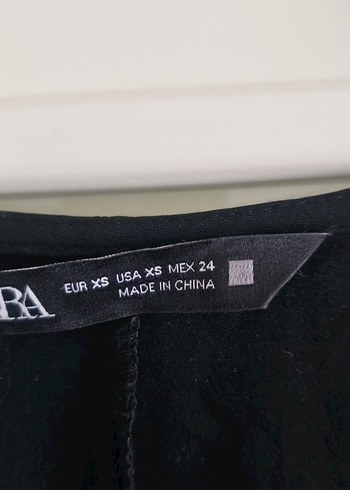 RA
EUR XS USA XS MEX 24
MADE IN CHINA